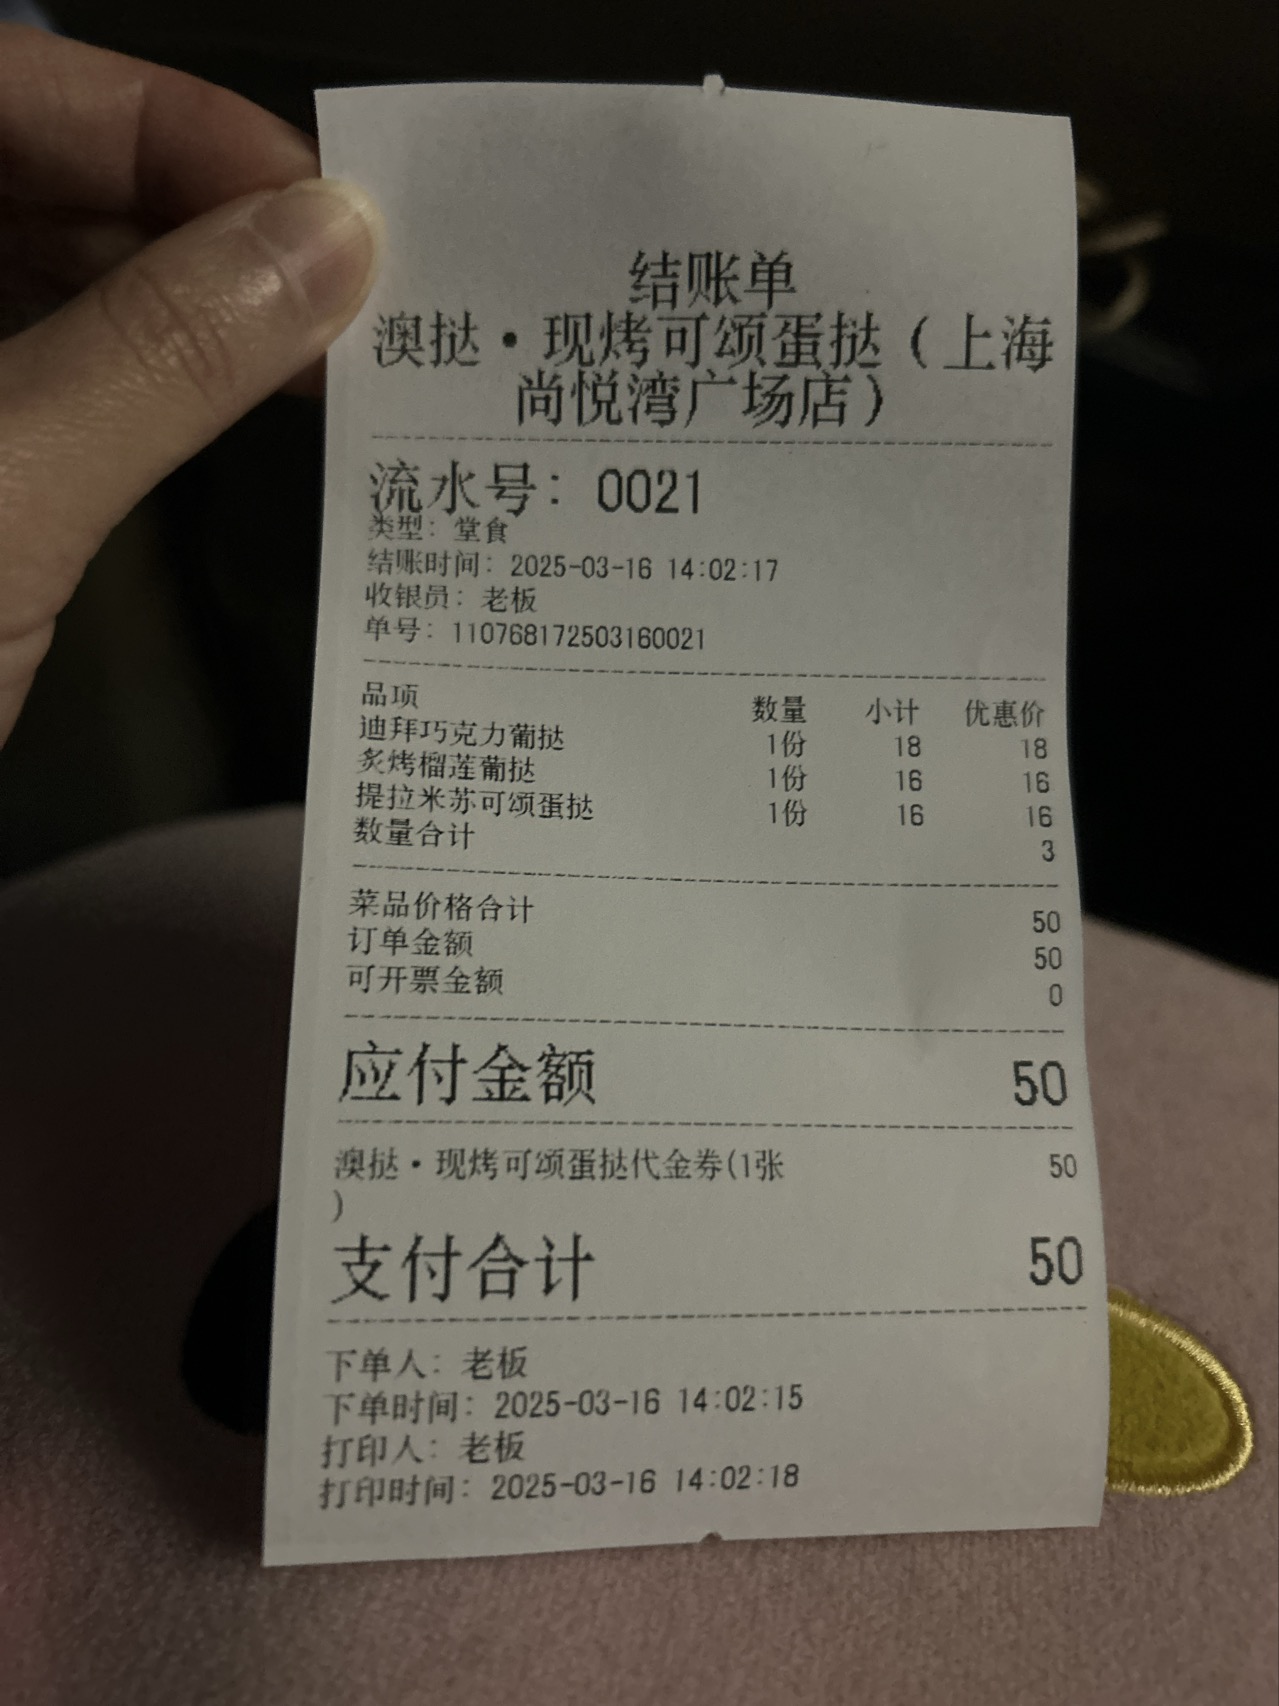 结账单
澳挞·现烤可颂蛋挞（上海
尚悦湾广场店）
流水号：0021
类型：堂食
结账时间：2025-03-16 14:02:17
收银员：老板
单号：110768172503160021
品项 数量 小计 优惠价
迪拜巧克力葡挞 1份 18 18
炙烤榴莲葡挞 1份 16 16
提拉米苏可颂蛋挞 1份 16 16
数量合计 3
菜品价格合计 50
订单金额 50
可开票金额 0
应付金额 50
澳挞·现烤可颂蛋挞代金券(1张 50
)
支付合计 50
下单人：老板
下单时间：2025-03-16 14:02:15
打印人：老板
打印时间：2025-03-16 14:02:18